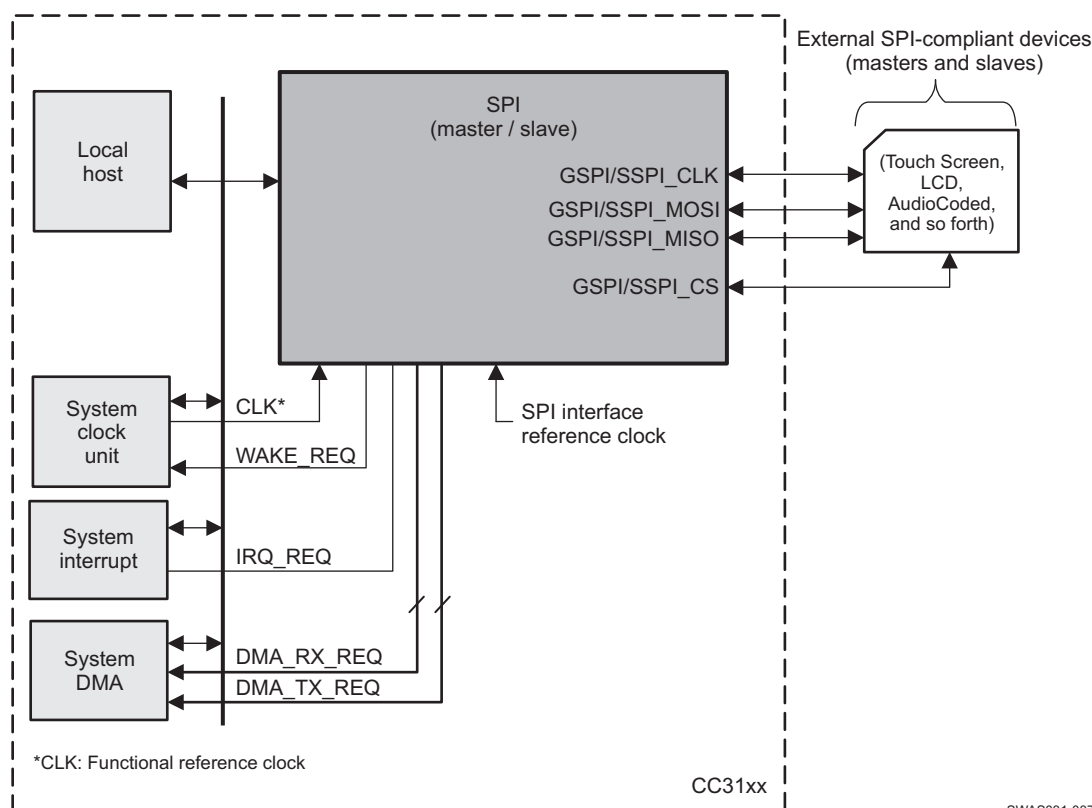 External SPI-compliant devices
(masters and slaves)
SPI
(master / slave)
Local
host
GSPI/SSPI_CLK
GSPI/SSPI_MOSI
GSPI/SSPI_MISO
GSPI/SSPI_CS
(Touch Screen,
LCD,
AudioCoded,
and so forth)
System
clock
unit
CLK*
WAKE_REQ
SPI interface
reference clock
System
interrupt
IRQ_REQ
System
DMA
DMA_RX_REQ
DMA_TX_REQ
*CLK: Functional reference clock
CC31xx